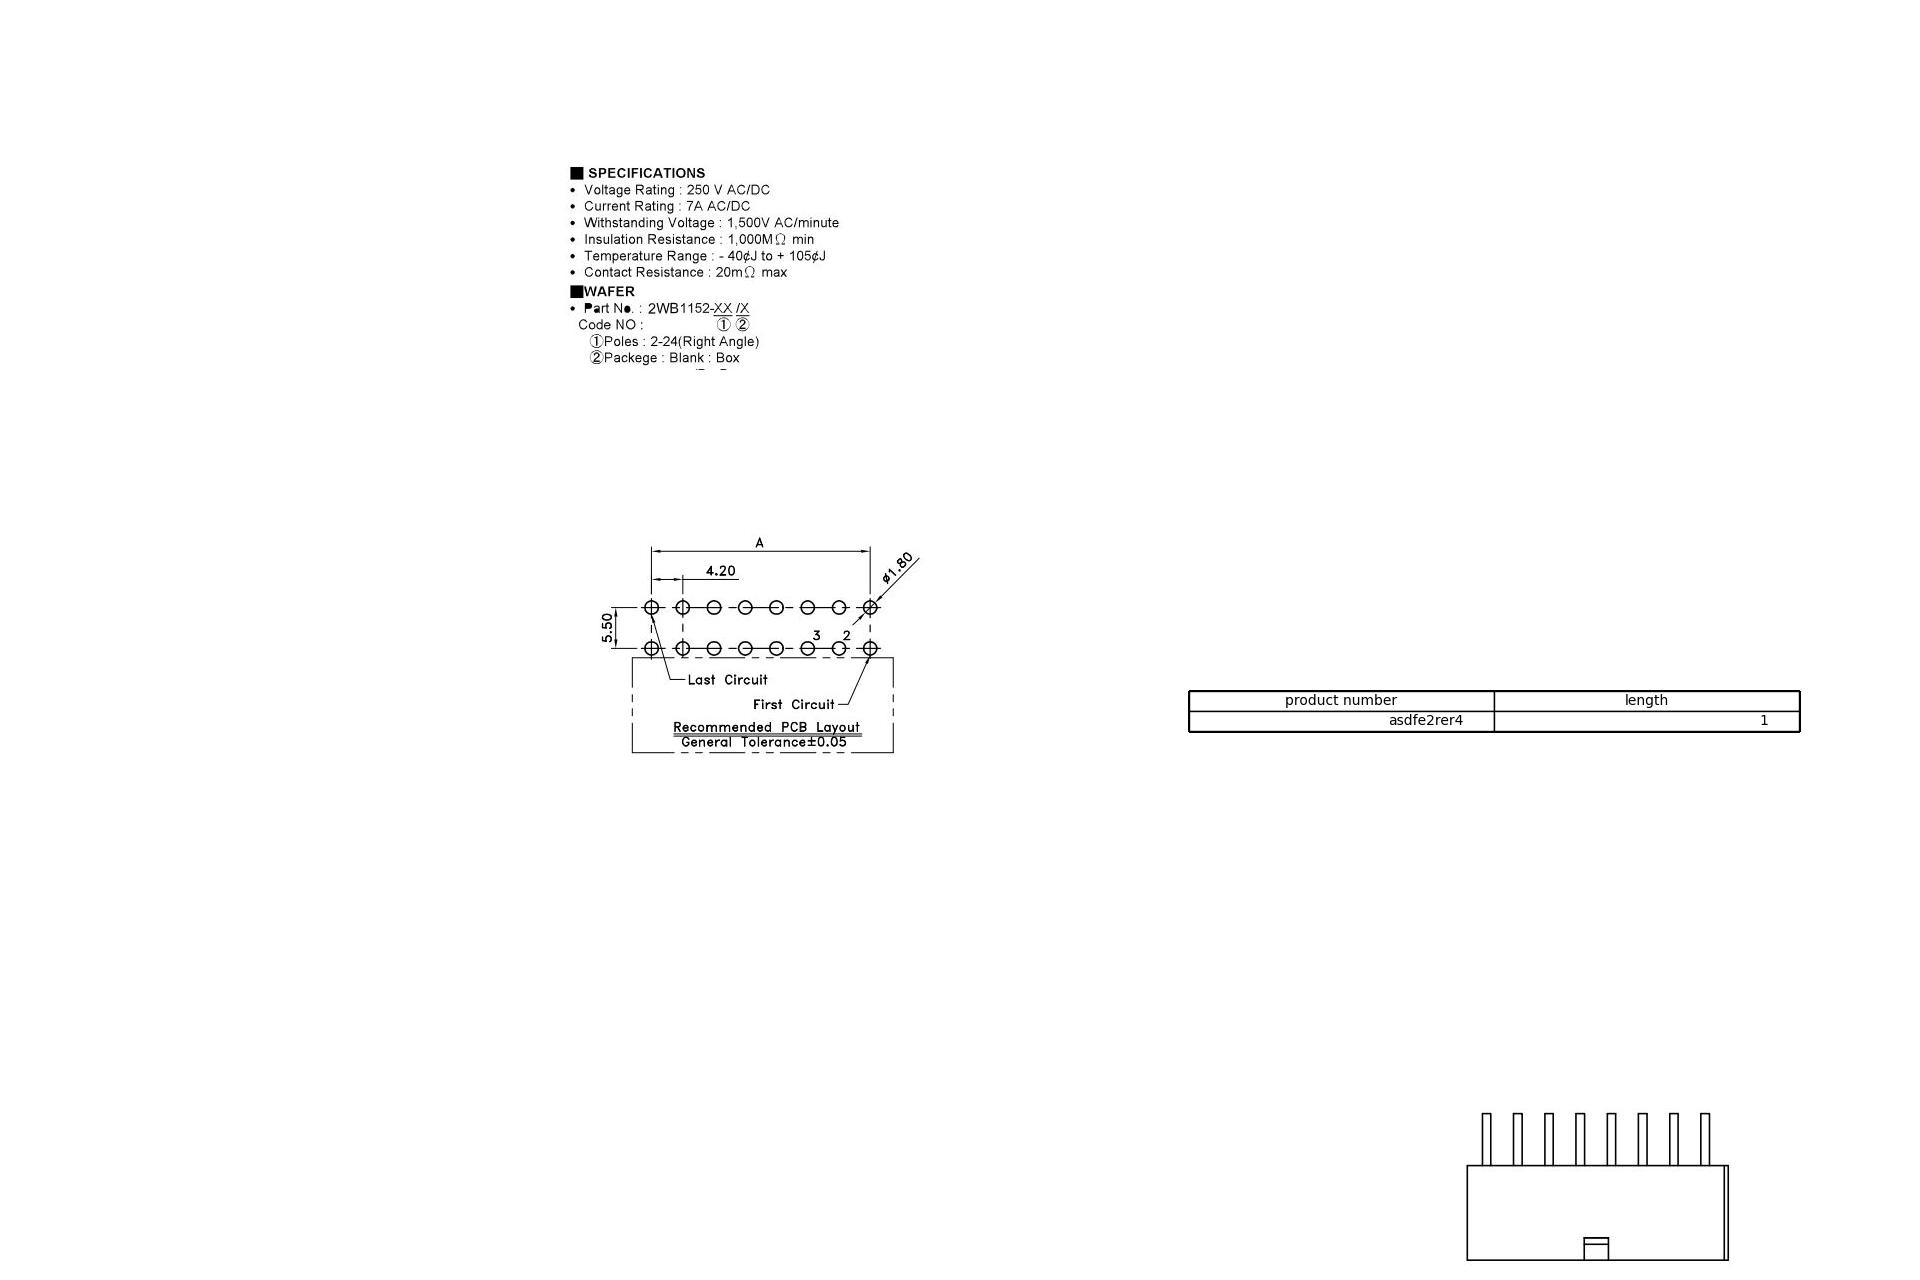 ■ SPECIFICATIONS
• Voltage Rating : 250 V AC/DC
• Current Rating : 7A AC/DC
• Withstanding Voltage : 1,500V AC/minute
• Insulation Resistance : 1,000MΩ min
• Temperature Range : - 40¢J to + 105¢J
• Contact Resistance : 20mΩ max
■WAFER
• Part No. : 2WB1152-XX /X
Code NO : ① ②
①Poles : 2-24(Right Angle)
②Packege : Blank : Box
A
4.20
ø1.80
5.50
3 2
Last Circuit
First Circuit
Recommended PCB Layout
General Tolerance±0.05
product number length
asdfe2rer4 1